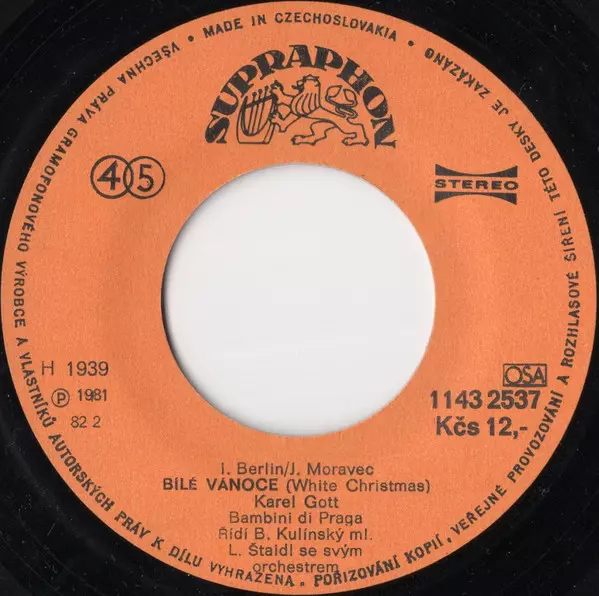 VŠECHNA PRÁVA GRAMOFONOVÉHO VÝROBCE A VLASTNÍKŮ AUTORSKÝCH PRÁV K DÍLU VYHRAŽENA. POŘIZOVÁNÍ KOPIÍ, VEŘEJNÉ PROVOZOVÁNÍ A ROZHLASOVÉ ŠÍŘENÍ TÉTO DESKY JE ZAKÁZÁNO
• MADE IN CZECHOSLOVAKIA •
SUPRAPHON
45
STEREO
H 1939
Ⓟ 1981
82 2
OSA
1143 2537
Kčs 12,-
I. Berlin/J. Moravec
BÍLÉ VÁNOCE (White Christmas)
Karel Gott
Bambini di Praga
Řídí B. Kulínský ml.
L. Štaidl se svým
orchestrem